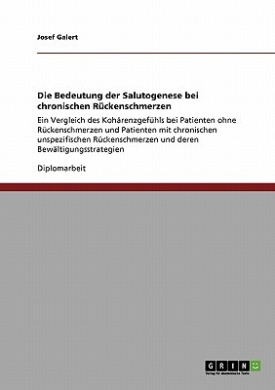 Josef Galert
Die Bedeutung der Salutogenese bei
chronischen Rückenschmerzen
Ein Vergleich des Kohärenzgefühls bei Patienten ohne
Rückenschmerzen und Patienten mit chronischen
unspezifischen Rückenschmerzen und deren
Bewältigungsstrategien
Diplomarbeit
GRIN
Verlag für akademische Texte